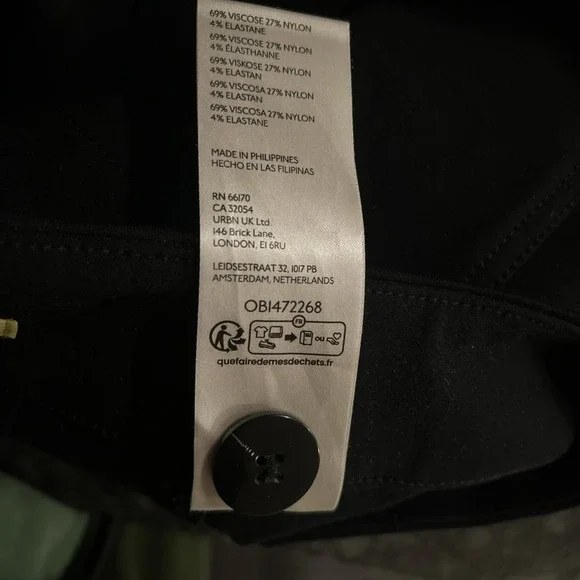 69% VISCOSE 27% NYLON
4% ELASTANE
69% VISCOSE 27% NYLON
4% ÉLASTHANNE
69% VISKOSE 27% NYLON
4% ELASTAN
69% VISCOSA 27% NYLON
4% ELASTAN
69% VISCOSA 27% NYLON
4% ELASTANE
MADE IN PHILIPPINES
HECHO EN LAS FILIPINAS
RN 66170
CA 32054
URBN UK Ltd.
146 Brick Lane,
LONDON, E1 6RU
LEIDSESTRAAT 32, 1017 PB
AMSTERDAM, NETHERLANDS
OB1472268
FR
OU
quefairedemesdechets.fr